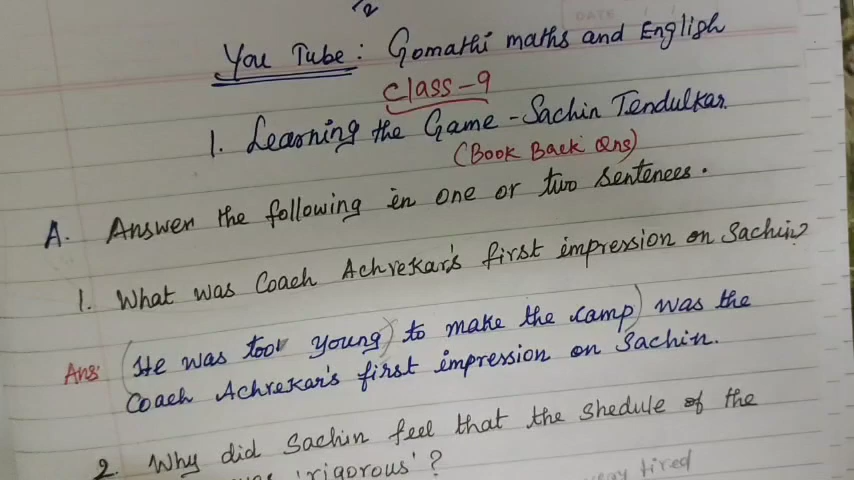 2
DATE
You Tube: Gomathi maths and English
Class-9
1. Learning the Game - Sachin Tendulkar.
(Book Back Qns)
A. Answer the following in one or two sentences.
1. What was Coach Achrekar's first impression on Sachin?
Ans: (He was too young) to make the camp) was the
Coach Achrekar's first impression on Sachin.
2. Why did Sachin feel that the shedule of the
'rigorous'?
tired